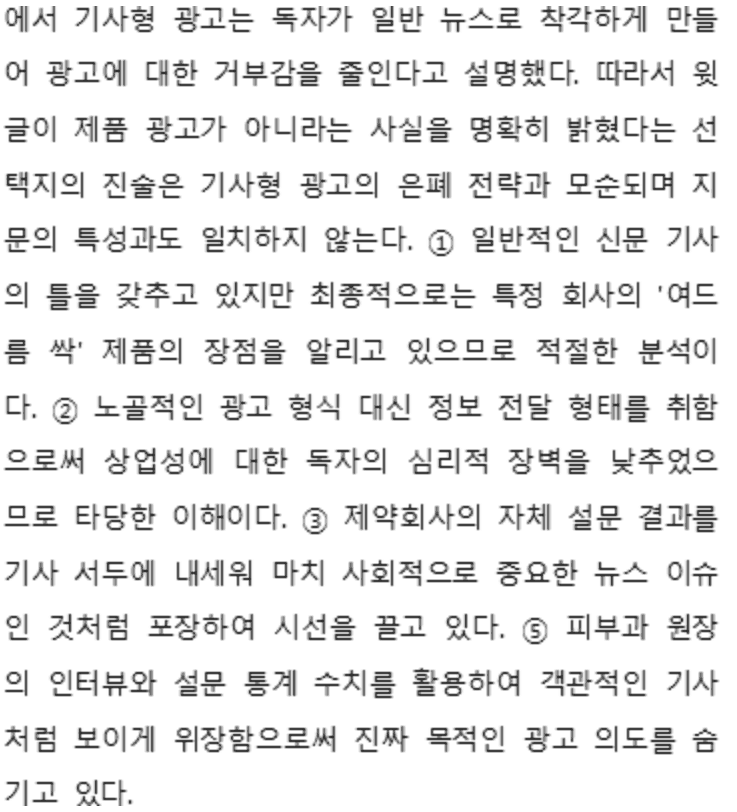 에서 기사형 광고는 독자가 일반 뉴스로 착각하게 만들
어 광고에 대한 거부감을 줄인다고 설명했다. 따라서 윗
글이 제품 광고가 아니라는 사실을 명확히 밝혔다는 선
택지의 진술은 기사형 광고의 은폐 전략과 모순되며 지
문의 특성과도 일치하지 않는다. ① 일반적인 신문 기사
의 틀을 갖추고 있지만 최종적으로는 특정 회사의 '여드
름 싹' 제품의 장점을 알리고 있으므로 적절한 분석이
다. ② 노골적인 광고 형식 대신 정보 전달 형태를 취함
으로써 상업성에 대한 독자의 심리적 장벽을 낮추었으
므로 타당한 이해이다. ③ 제약회사의 자체 설문 결과를
기사 서두에 내세워 마치 사회적으로 중요한 뉴스 이슈
인 것처럼 포장하여 시선을 끌고 있다. ⑤ 피부과 원장
의 인터뷰와 설문 통계 수치를 활용하여 객관적인 기사
처럼 보이게 위장함으로써 진짜 목적인 광고 의도를 숨
기고 있다.